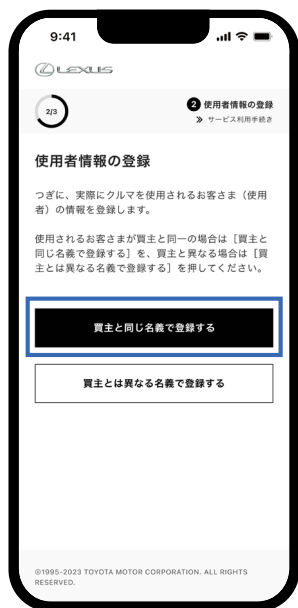 9:41
LEXUS
2/3
2 使用者情報の登録
» サービス利用手続き
使用者情報の登録
つぎに、実際にクルマを使用されるお客さま（使用
者）の情報を登録します。
使用されるお客さまが買主と同一の場合は［買主と
同じ名義で登録する］を、買主と異なる場合は［買
主とは異なる名義で登録する］を押してください。
買主と同じ名義で登録する
買主とは異なる名義で登録する
©1995-2023 TOYOTA MOTOR CORPORATION. ALL RIGHTS
RESERVED.